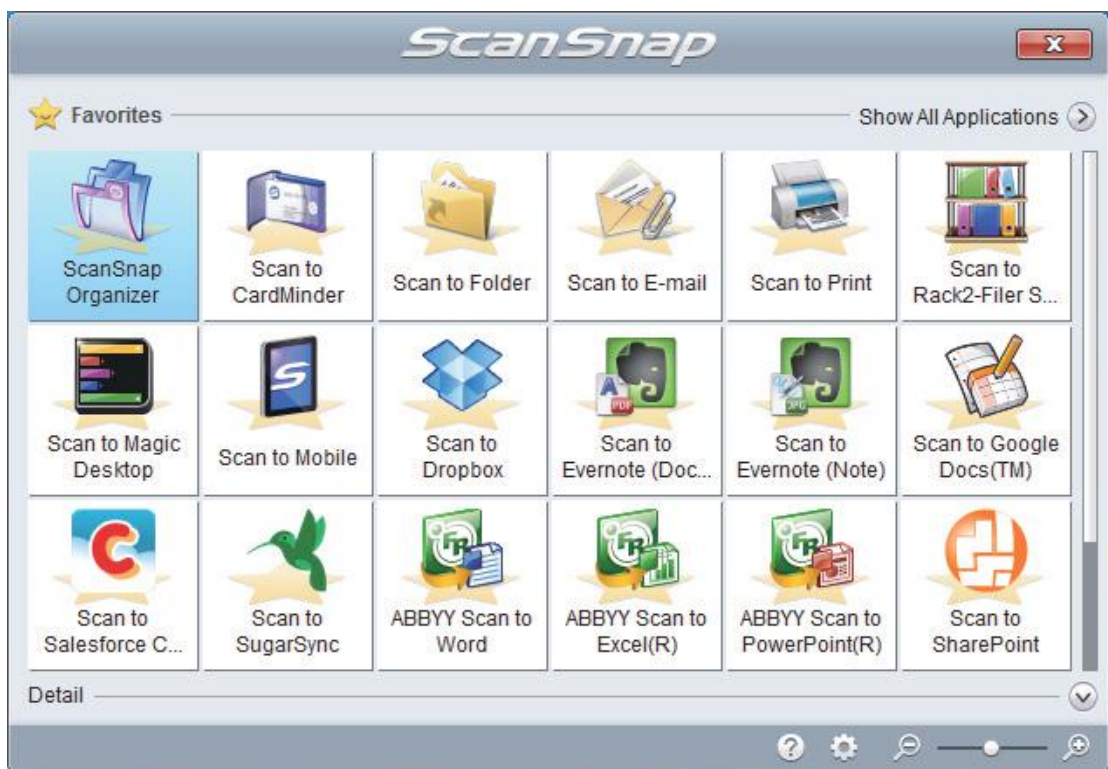 ScanSnap
Favorites
Show All Applications
ScanSnap
Organizer
Scan to
CardMinder
Scan to Folder
Scan to E-mail
Scan to Print
Scan to
Rack2-Filer S...
Scan to Magic
Desktop
Scan to Mobile
Scan to
Dropbox
Scan to
Evernote (Doc...
Scan to
Evernote (Note)
Scan to Google
Docs(TM)
Scan to
Salesforce C...
Scan to
SugarSync
ABBYY Scan to
Word
ABBYY Scan to
Excel(R)
ABBYY Scan to
PowerPoint(R)
Scan to
SharePoint
Detail